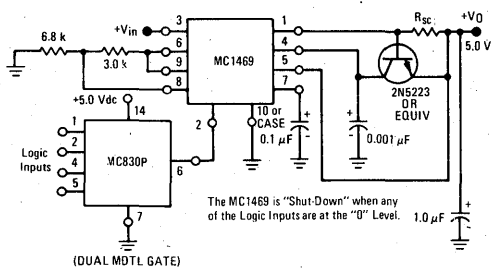 +Vin
3
6.8 k
3.0 k
6
9
8
MC1469
1
4
5
7
RSC
+VO
5.0 V
2N5223
OR
EQUIV
+5.0 Vdc
14
2
10 or
CASE
0.1 μF
+
-
0.001 μF
+
-
Logic
Inputs
1
2
4
5
MC830P
6
7
The MC1469 is "Shut-Down" when any
of the Logic Inputs are at the "0" Level.
1.0 μF
+
-
(DUAL MDTL GATE)